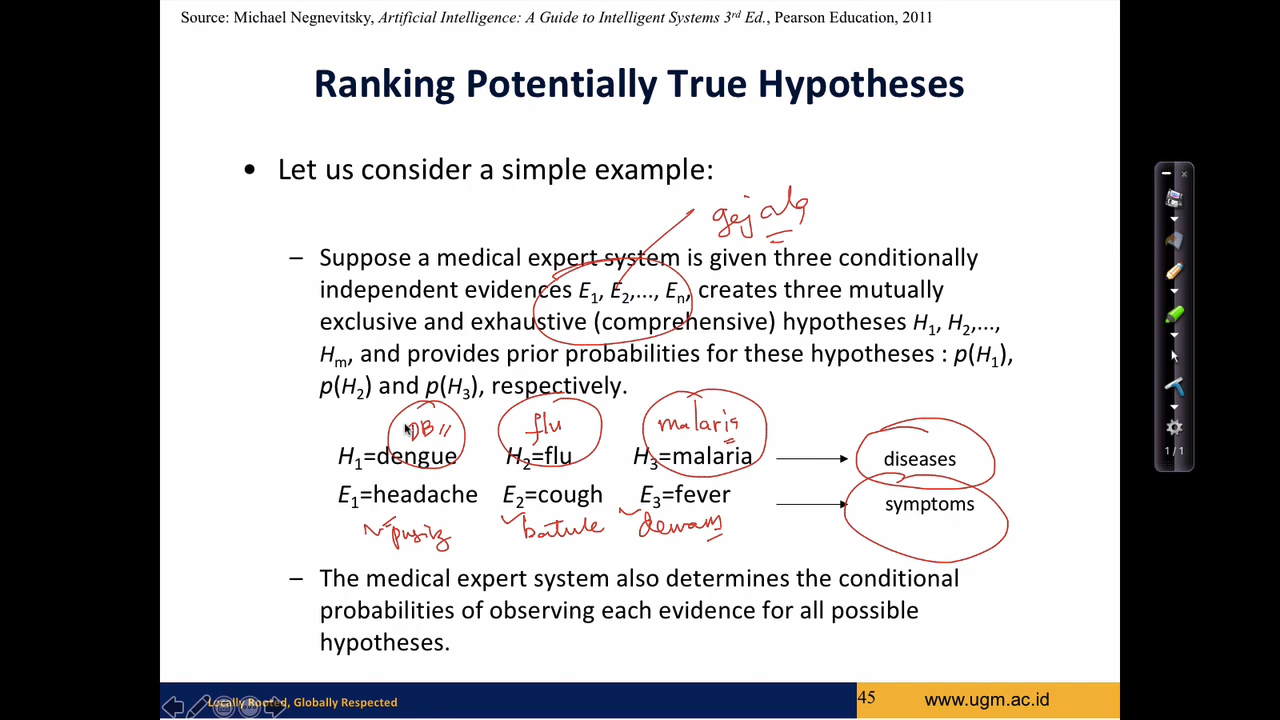 Source: Michael Negnevitsky, Artificial Intelligence: A Guide to Intelligent Systems 3rd Ed., Pearson Education, 2011
Ranking Potentially True Hypotheses
• Let us consider a simple example:
gejala
– Suppose a medical expert system is given three conditionally
independent evidences E1, E2,..., En, creates three mutually
exclusive and exhaustive (comprehensive) hypotheses H1, H2,...,
Hm, and provides prior probabilities for these hypotheses : p(H1),
p(H2) and p(H3), respectively.
DB flu malaria
H1=dengue H2=flu H3=malaria diseases
E1=headache E2=cough E3=fever symptoms
pusing batuk demam
– The medical expert system also determines the conditional
probabilities of observing each evidence for all possible
hypotheses.
Locally Rooted, Globally Respected 45 www.ugm.ac.id
1/1